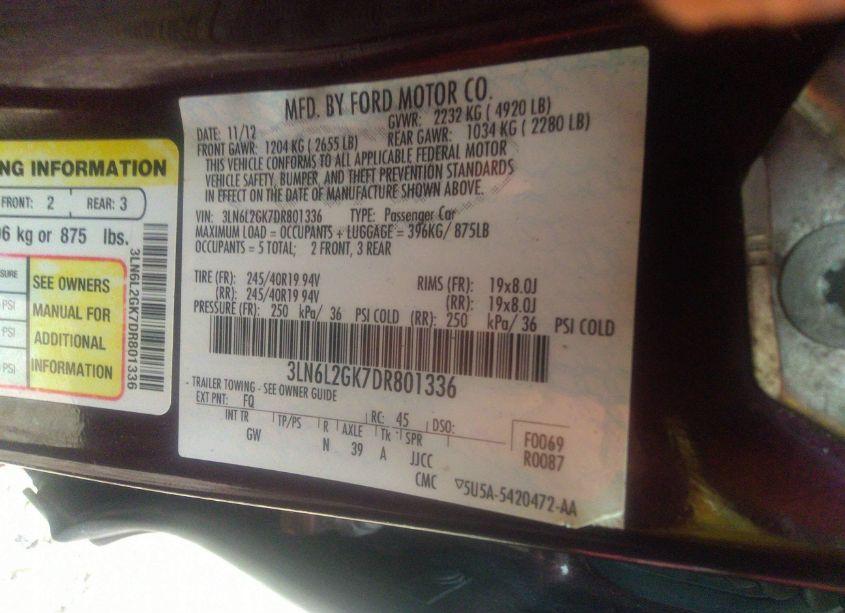 NG INFORMATION
FRONT: 2 REAR: 3
6 kg or 875 lbs.
SURE
PSI
PSI
PSI
SEE OWNERS
MANUAL FOR
ADDITIONAL
INFORMATION
3LN6L2GK7DR801336
MFD. BY FORD MOTOR CO.
DATE: 11/12 GVWR: 2232 KG ( 4920 LB)
FRONT GAWR: 1204 KG ( 2655 LB) REAR GAWR: 1034 KG ( 2280 LB)
THIS VEHICLE CONFORMS TO ALL APPLICABLE FEDERAL MOTOR
VEHICLE SAFETY, BUMPER, AND THEFT PREVENTION STANDARDS
IN EFFECT ON THE DATE OF MANUFACTURE SHOWN ABOVE.
VIN: 3LN6L2GK7DR801336 TYPE: Passenger Car
MAXIMUM LOAD = OCCUPANTS + LUGGAGE = 396KG/ 875LB
OCCUPANTS = 5 TOTAL; 2 FRONT, 3 REAR
TIRE (FR): 245/40R19 94V RIMS (FR): 19x8.0J
(RR): 245/40R19 94V (RR): 19x8.0J
PRESSURE (FR): 250 kPa/ 36 PSI COLD (RR): 250 kPa/ 36 PSI COLD
3LN6L2GK7DR801336
- TRAILER TOWING - SEE OWNER GUIDE
EXT PNT: FQ RC: 45 DSO:
INT TR TP/PS R AXLE Tk SPR F0069
GW N 39 A JJCC R0087
CMC ▽5U5A-5420472-AA